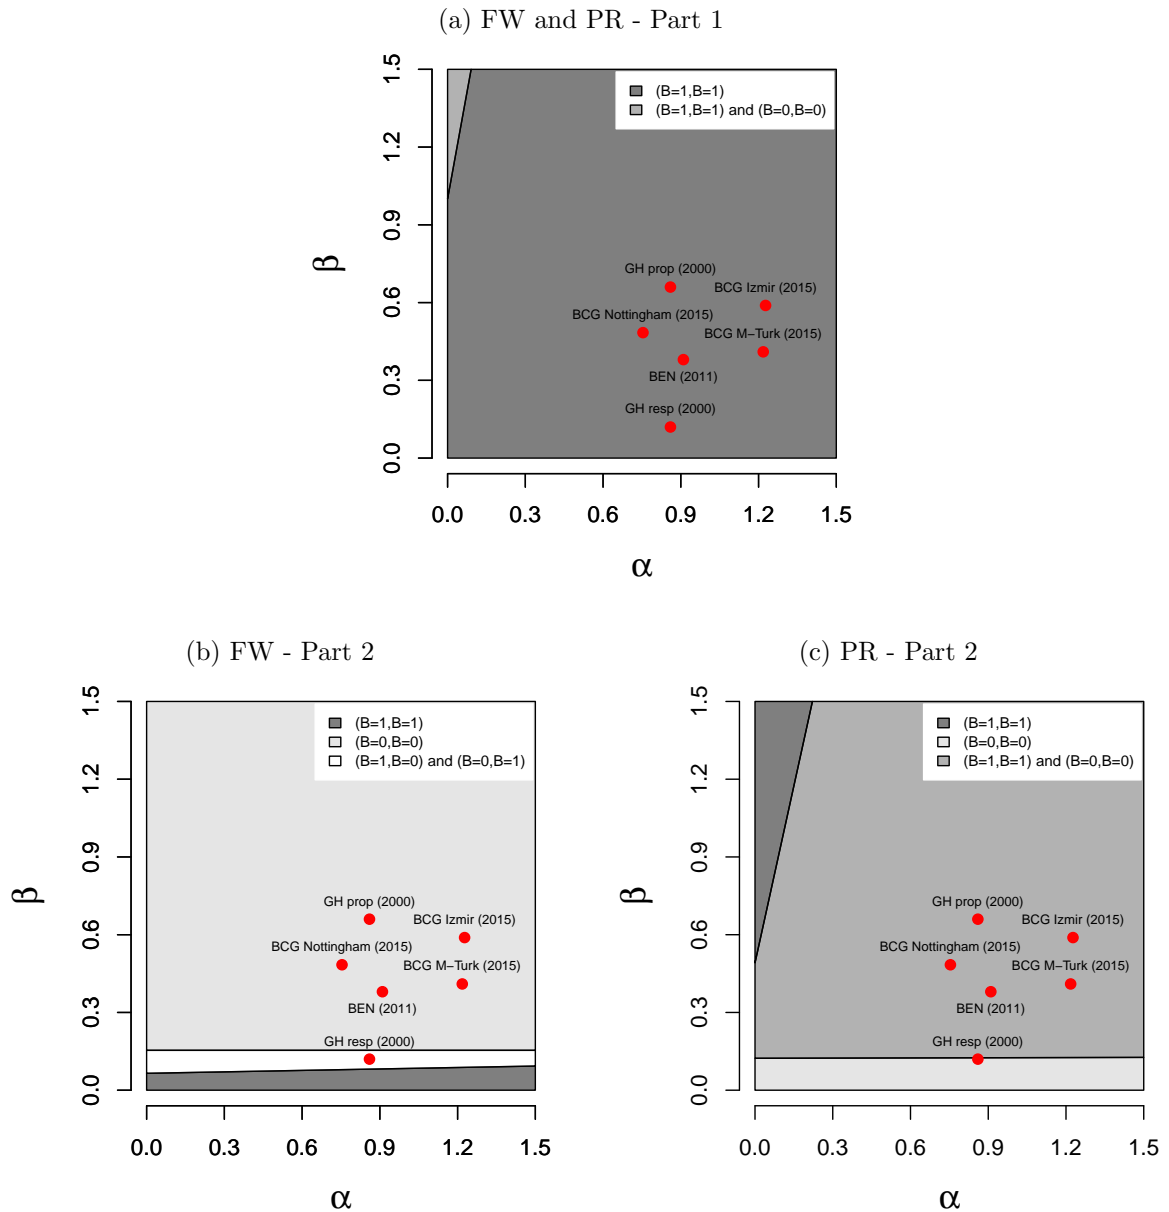 (a) FW and PR - Part 1
(B=1,B=1)
(B=1,B=1) and (B=0,B=0)
β
0.0 0.3 0.6 0.9 1.2 1.5
GH prop (2000)
BCG Izmir (2015)
BCG Nottingham (2015)
BCG M−Turk (2015)
BEN (2011)
GH resp (2000)
0.0 0.3 0.6 0.9 1.2 1.5
α
(b) FW - Part 2
(B=1,B=1)
(B=0,B=0)
(B=1,B=0) and (B=0,B=1)
β
0.0 0.3 0.6 0.9 1.2 1.5
GH prop (2000)
BCG Izmir (2015)
BCG Nottingham (2015)
BCG M−Turk (2015)
BEN (2011)
GH resp (2000)
0.0 0.3 0.6 0.9 1.2 1.5
α
(c) PR - Part 2
(B=1,B=1)
(B=0,B=0)
(B=1,B=1) and (B=0,B=0)
β
0.0 0.3 0.6 0.9 1.2 1.5
GH prop (2000)
BCG Izmir (2015)
BCG Nottingham (2015)
BCG M−Turk (2015)
BEN (2011)
GH resp (2000)
0.0 0.3 0.6 0.9 1.2 1.5
α